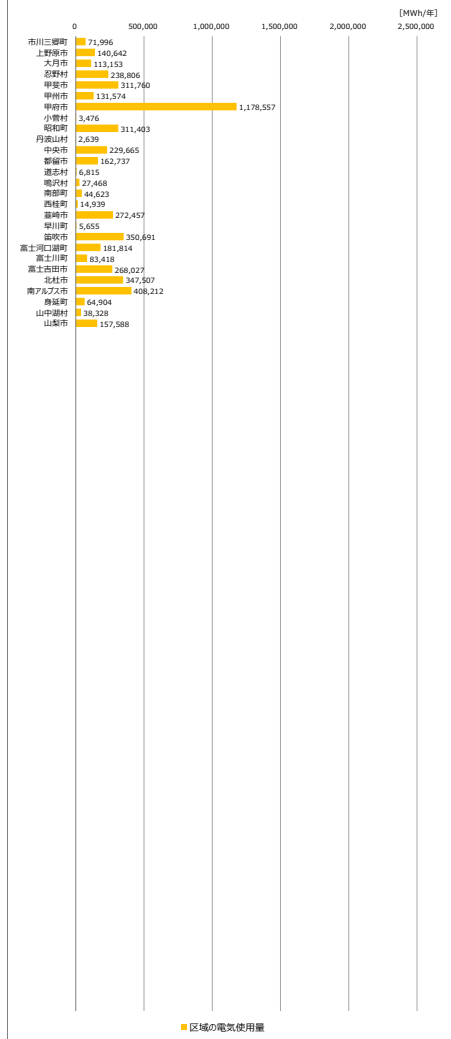 [MWh/年]
0 500,000 1,000,000 1,500,000 2,000,000 2,500,000
市川三郷町 71,996
上野原市 140,642
大月市 113,153
忍野村 238,806
甲斐市 311,760
甲州市 131,574
甲府市 1,178,557
小菅村 3,476
昭和町 311,403
丹波山村 2,639
中央市 229,665
都留市 162,737
道志村 6,815
鳴沢村 27,468
南部町 44,623
西桂町 14,939
韮崎市 272,457
早川町 5,655
笛吹市 350,691
富士河口湖町 181,814
富士川町 83,418
富士吉田市 268,027
北杜市 347,507
南アルプス市 408,212
身延町 64,904
山中湖村 38,328
山梨市 157,588
区域の電気使用量